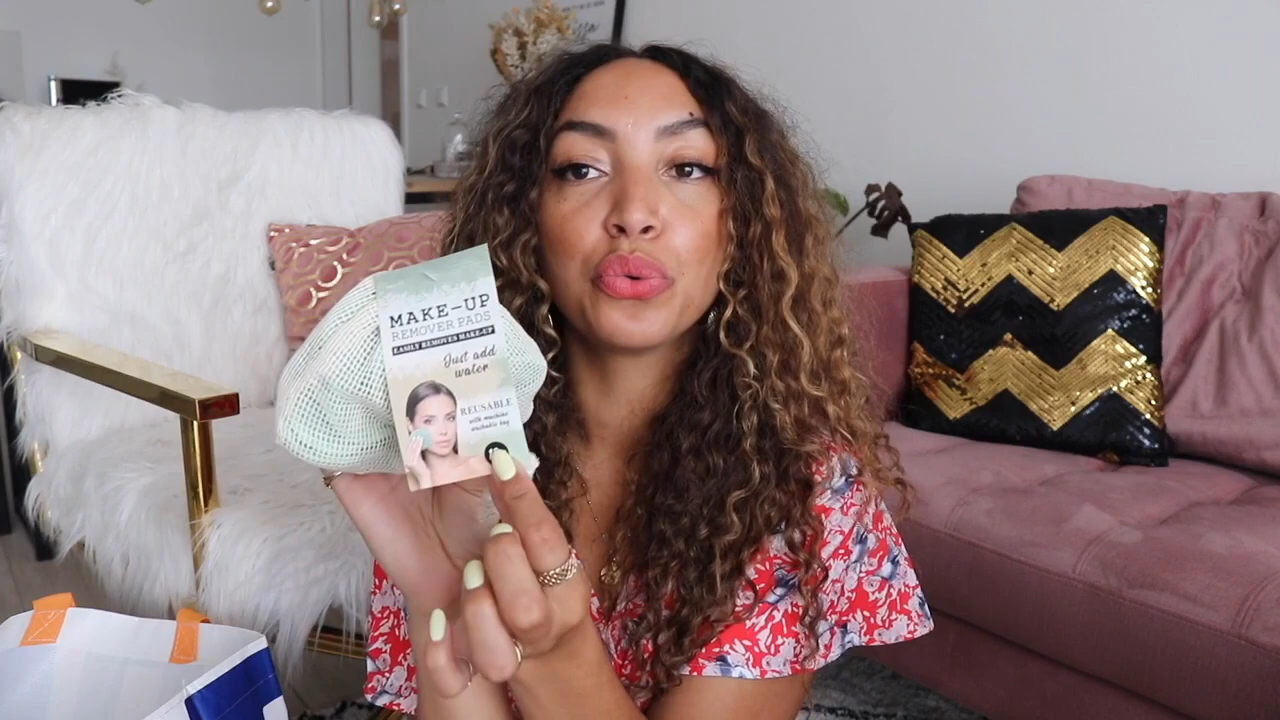 MAKE-UP
REMOVER PADS
EASILY REMOVES MAKE-UP
Just add
water
REUSABLE
with machine
washable bag